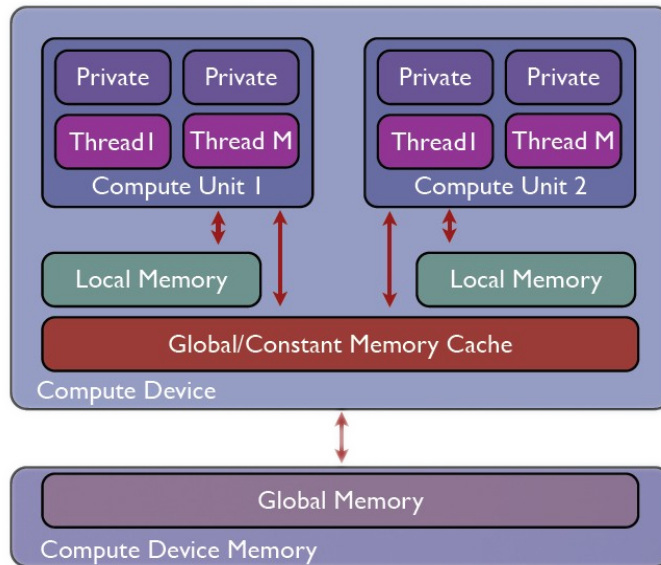 Private Private Private Private
Thread1 Thread M Thread1 Thread M
Compute Unit 1 Compute Unit 2
Local Memory Local Memory
Global/Constant Memory Cache
Compute Device
Global Memory
Compute Device Memory